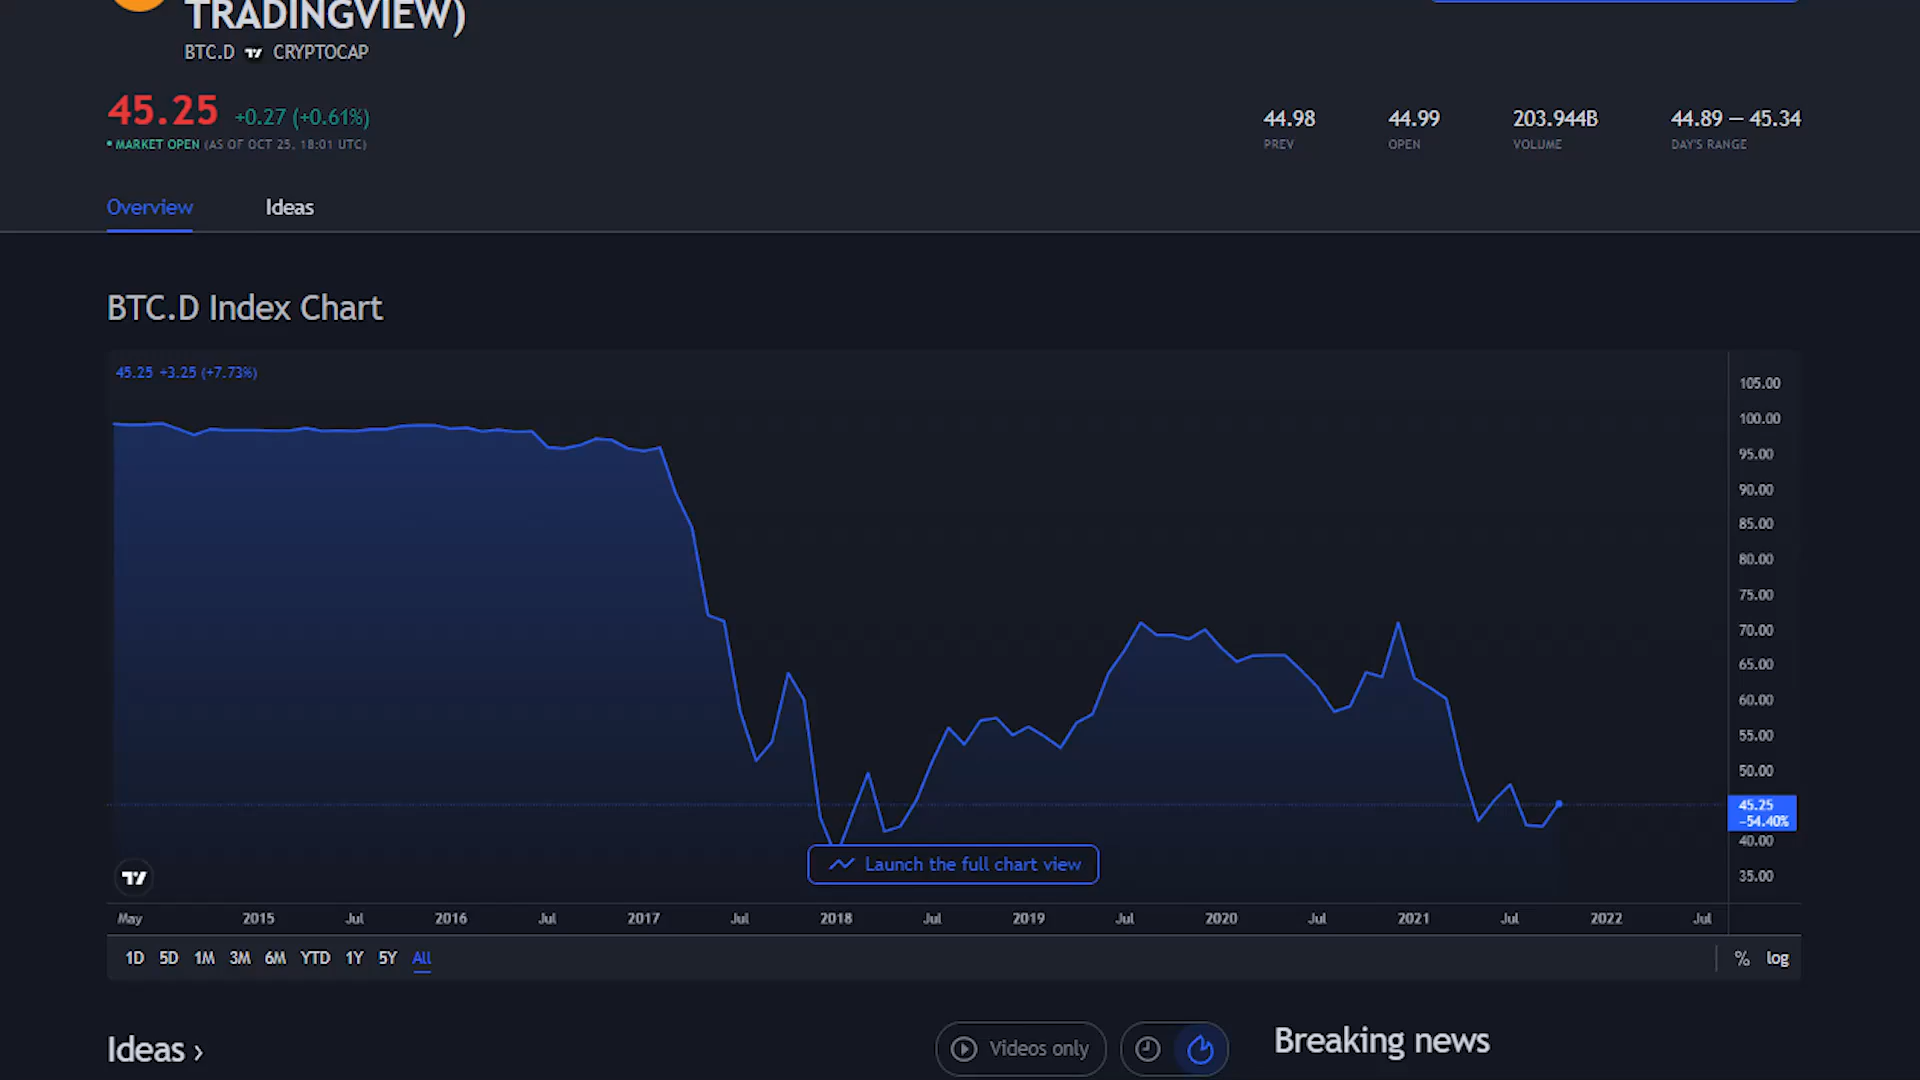 TRADINGVIEW)
BTC.D TV CRYPTOCAP
45.25 +0.27 (+0.61%)
MARKET OPEN (AS OF OCT 25, 18:01 UTC)
44.98 44.99 203.944B 44.89 — 45.34
PREV OPEN VOLUME DAY'S RANGE
Overview Ideas
BTC.D Index Chart
45.25 +3.25 (+7.73%)
105.00
100.00
95.00
90.00
85.00
80.00
75.00
70.00
65.00
60.00
55.00
50.00
45.25
−54.40%
40.00
35.00
Launch the full chart view
TV
May 2015 Jul 2016 Jul 2017 Jul 2018 Jul 2019 Jul 2020 Jul 2021 Jul 2022 Jul
1D 5D 1M 3M 6M YTD 1Y 5Y All % log
Ideas ›
Videos only
Breaking news